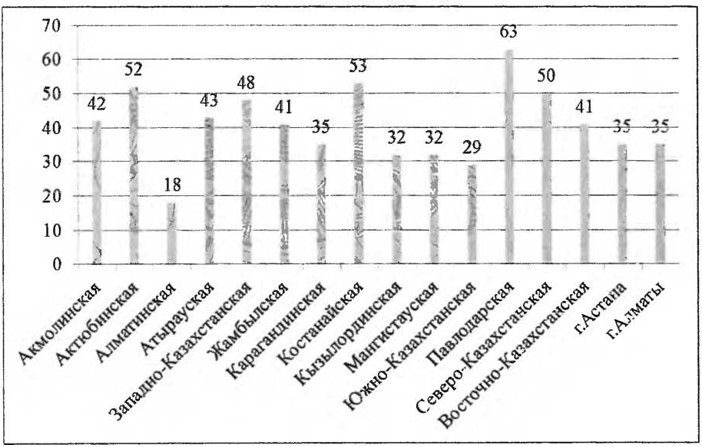 70
60
50
40
30
20
10
0
42
52
18
43
48
41
35
53
32
32
29
63
50
41
35
35
Акмолинская
Актюбинская
Алматинская
Атырауская
Западно-Казахстанская
Жамбылская
Карагандинская
Костанайская
Кызылординская
Мангистауская
Южно-Казахстанская
Павлодарская
Северо-Казахстанская
Восточно-Казахстанская
г.Астана
г.Алматы